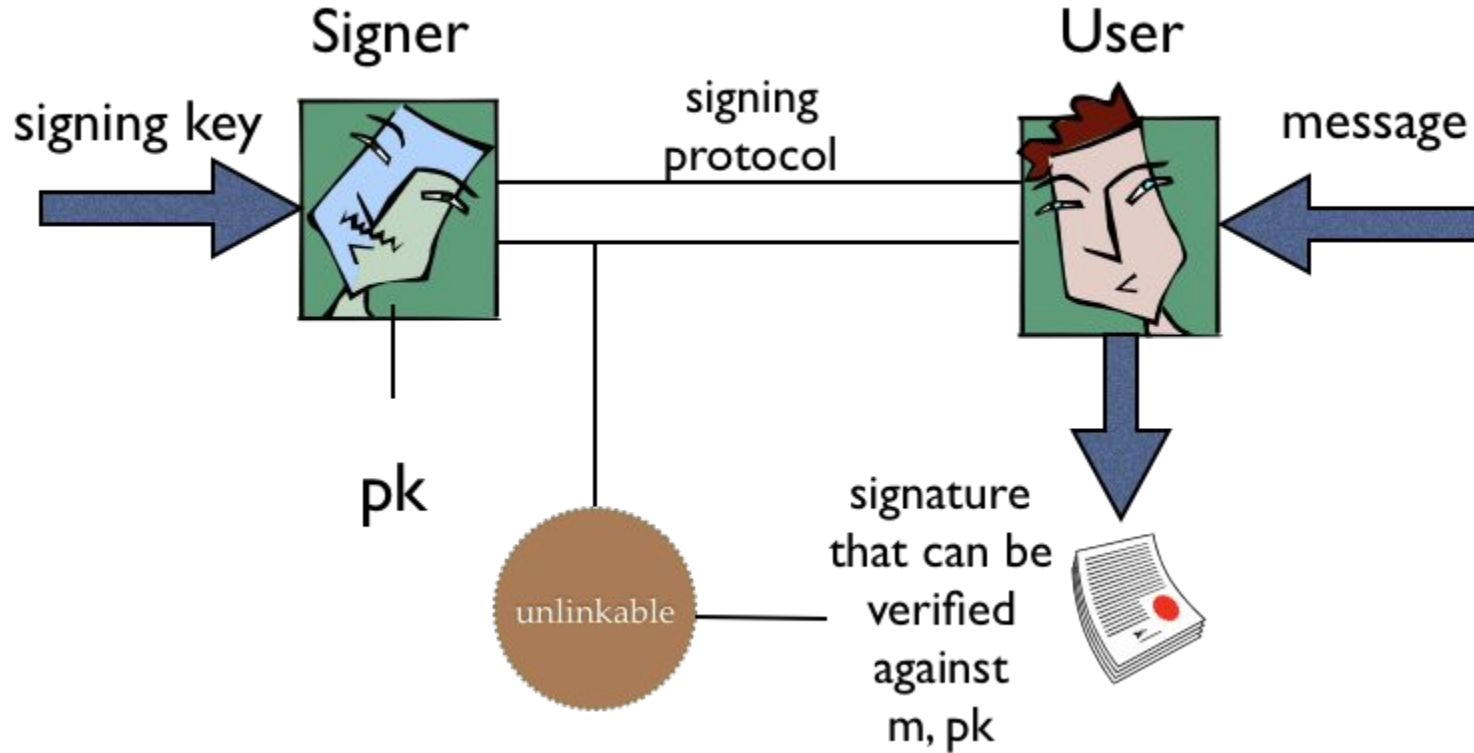 Signer
User
signing key
signing
protocol
message
pk
unlinkable
signature
that can be
verified
against
m, pk